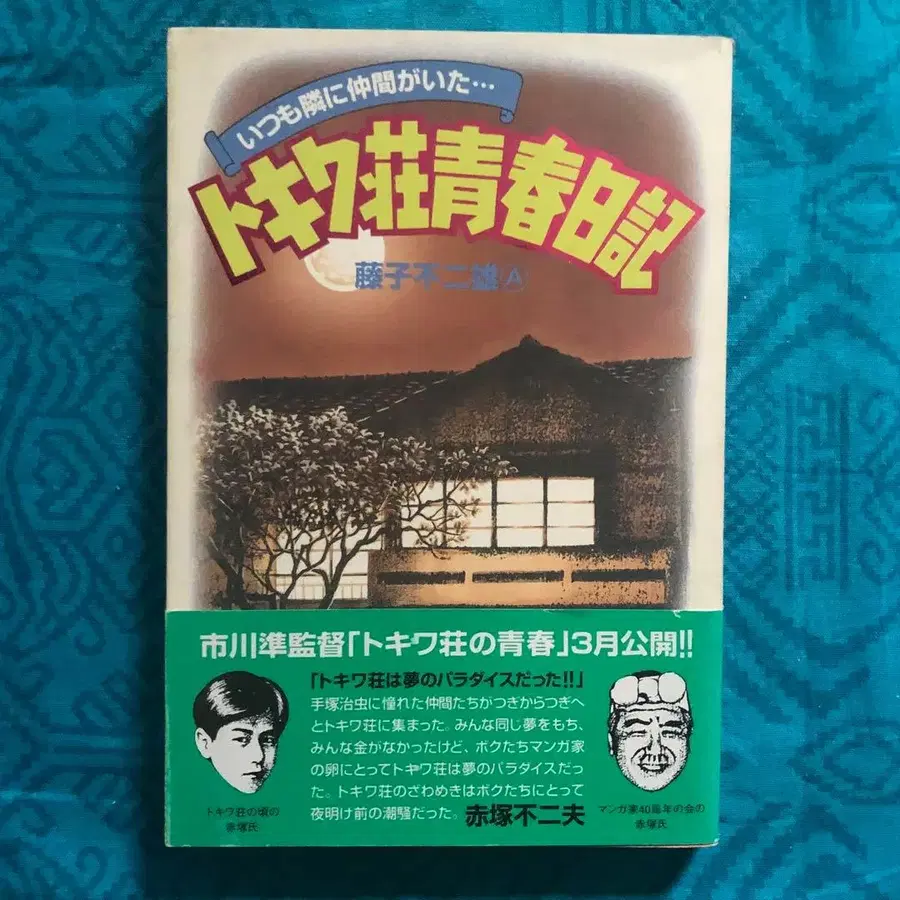 いつも隣に仲間がいた…
トキワ荘青春日記
藤子不二雄Ⓐ
市川準監督「トキワ荘の青春」3月公開!!
「トキワ荘は夢のパラダイスだった!!」
手塚治虫に憧れた仲間たちがつぎからつぎへ
とトキワ荘に集まった。みんな同じ夢をもち、
みんな金がなかったけど、ボクたちマンガ家
の卵にとってトキワ荘は夢のパラダイスだっ
た。トキワ荘のざわめきはボクたちにとって
夜明け前の潮騒だった。 赤塚不二夫
トキワ荘の頃の
赤塚氏
マンガ家40周年の会の
赤塚氏